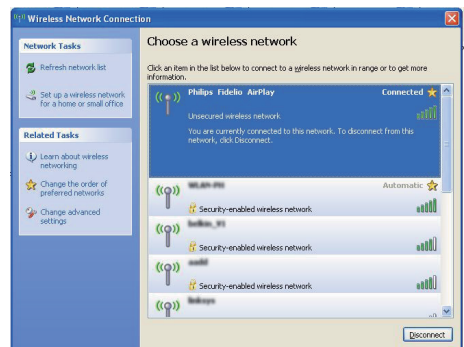 Wireless Network Connection
Network Tasks
Refresh network list
Set up a wireless network
for a home or small office
Related Tasks
Learn about wireless
networking
Change the order of
preferred networks
Change advanced
settings
Choose a wireless network
Click an item in the list below to connect to a wireless network in range or to get more
information.
Philips Fidelio AirPlay Connected
Unsecured wireless network
You are currently connected to this network. To disconnect from this
network, click Disconnect.
Automatic
Security-enabled wireless network
Security-enabled wireless network
Security-enabled wireless network
Disconnect